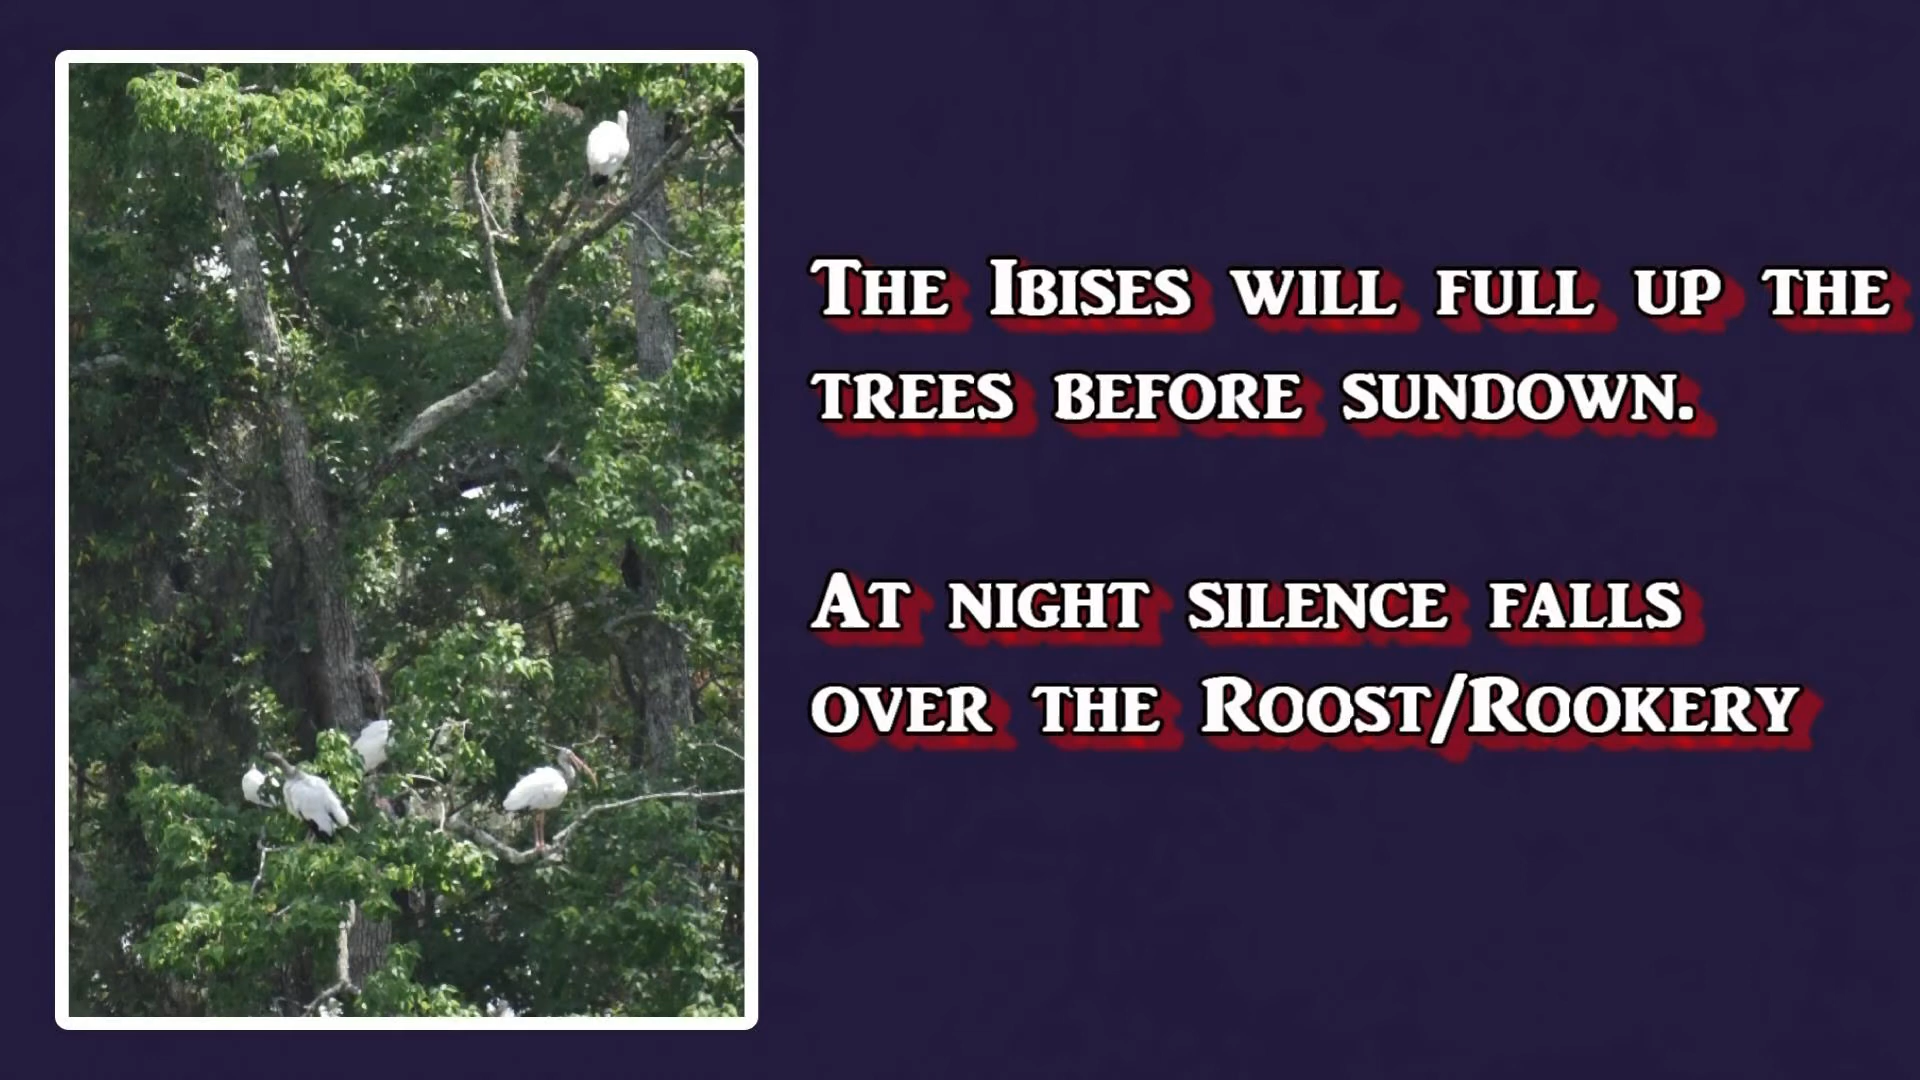 The Ibises will full up the
trees before sundown.
At night silence falls
over the Roost/Rookery